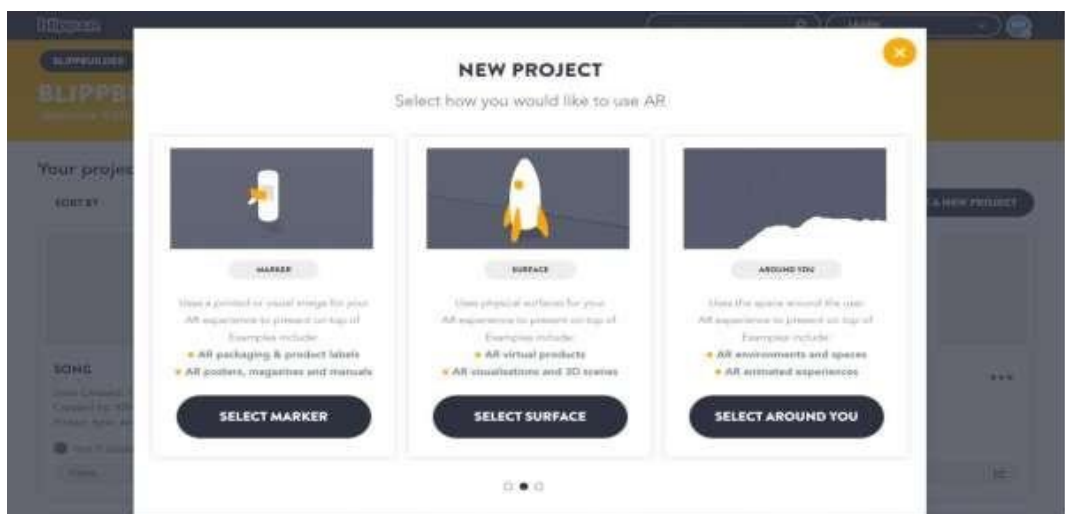 BLIPPBUILDER
BLIPPB
Your projec
SORT BY
A NEW PROJECT
SONG
NEW PROJECT
Select how you would like to use AR
MARKER
Uses a printed or visual image for your
AR experience to present on top of
Examples include:
AR packaging & product labels
AR posters, magazines and manuals
SELECT MARKER
SURFACE
Uses physical surfaces for your
AR experience to present on top of
Examples include:
AR virtual products
AR visualisations and 3D scenes
SELECT SURFACE
AROUND YOU
Uses the space around the user
AR experience to present on top of
Examples include:
AR environments and spaces
AR animated experiences
SELECT AROUND YOU